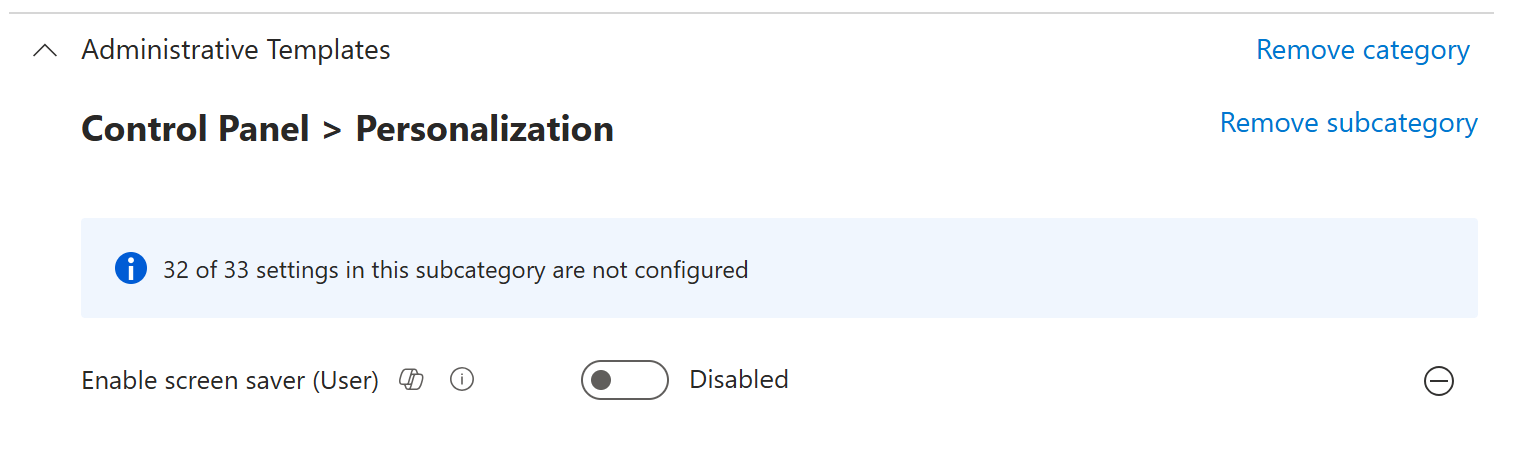 Administrative Templates
Remove category
Control Panel > Personalization
Remove subcategory
32 of 33 settings in this subcategory are not configured
Enable screen saver (User)
Disabled